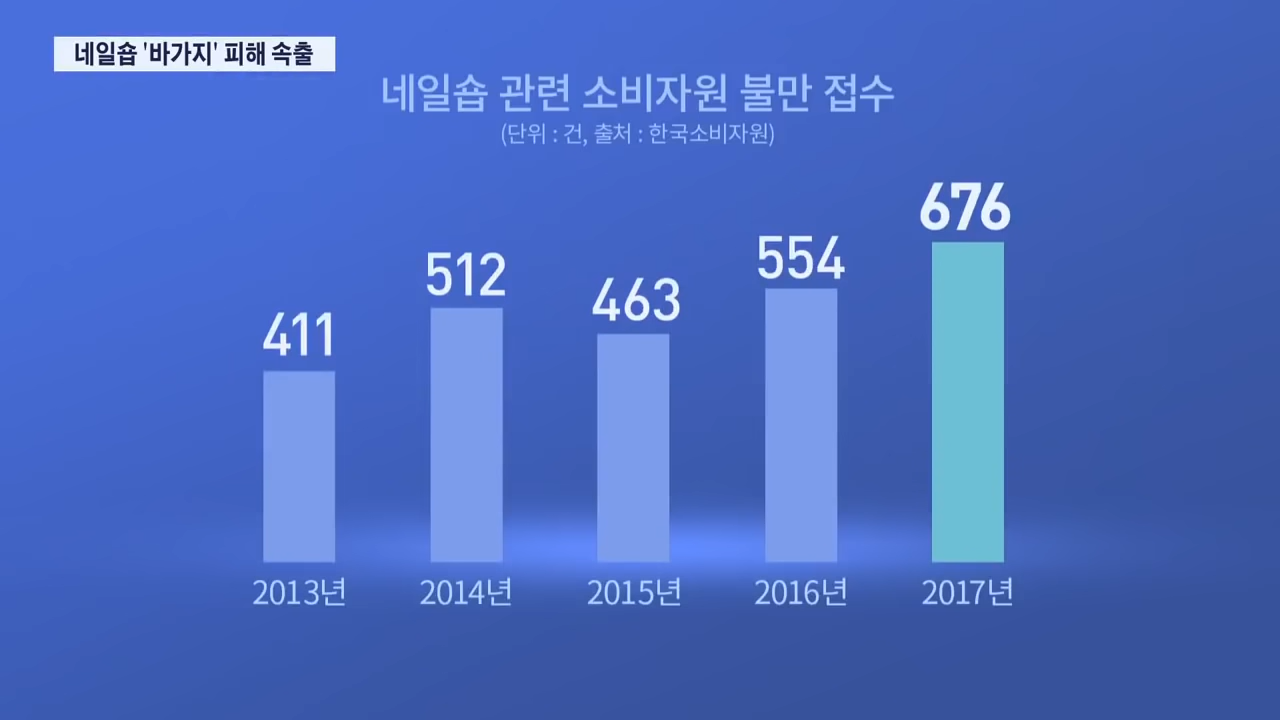 네일숍 '바가지' 피해 속출
네일숍 관련 소비자원 불만 접수
(단위 : 건, 출처 : 한국소비자원)
411
512
463
554
676
2013년
2014년
2015년
2016년
2017년